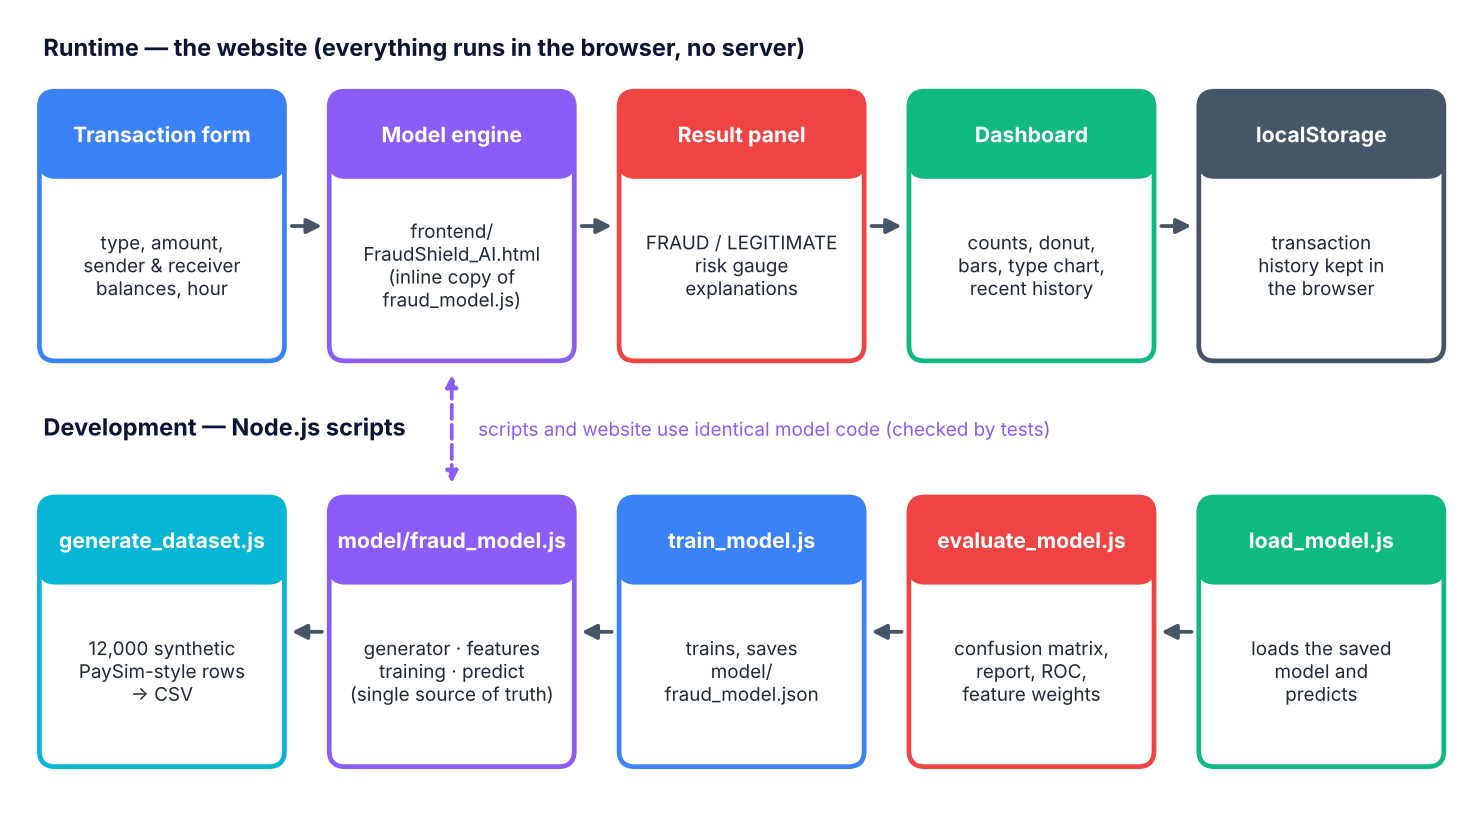 Runtime — the website (everything runs in the browser, no server)
Transaction form
type, amount,
sender & receiver
balances, hour
Model engine
frontend/
FraudShield_AI.html
(inline copy of
fraud_model.js)
Result panel
FRAUD / LEGITIMATE
risk gauge
explanations
Dashboard
counts, donut,
bars, type chart,
recent history
localStorage
transaction
history kept in
the browser
Development — Node.js scripts
scripts and website use identical model code (checked by tests)
generate_dataset.js
12,000 synthetic
PaySim-style rows
→ CSV
model/fraud_model.js
generator · features
training · predict
(single source of truth)
train_model.js
trains, saves
model/
fraud_model.json
evaluate_model.js
confusion matrix,
report, ROC,
feature weights
load_model.js
loads the saved
model and
predicts